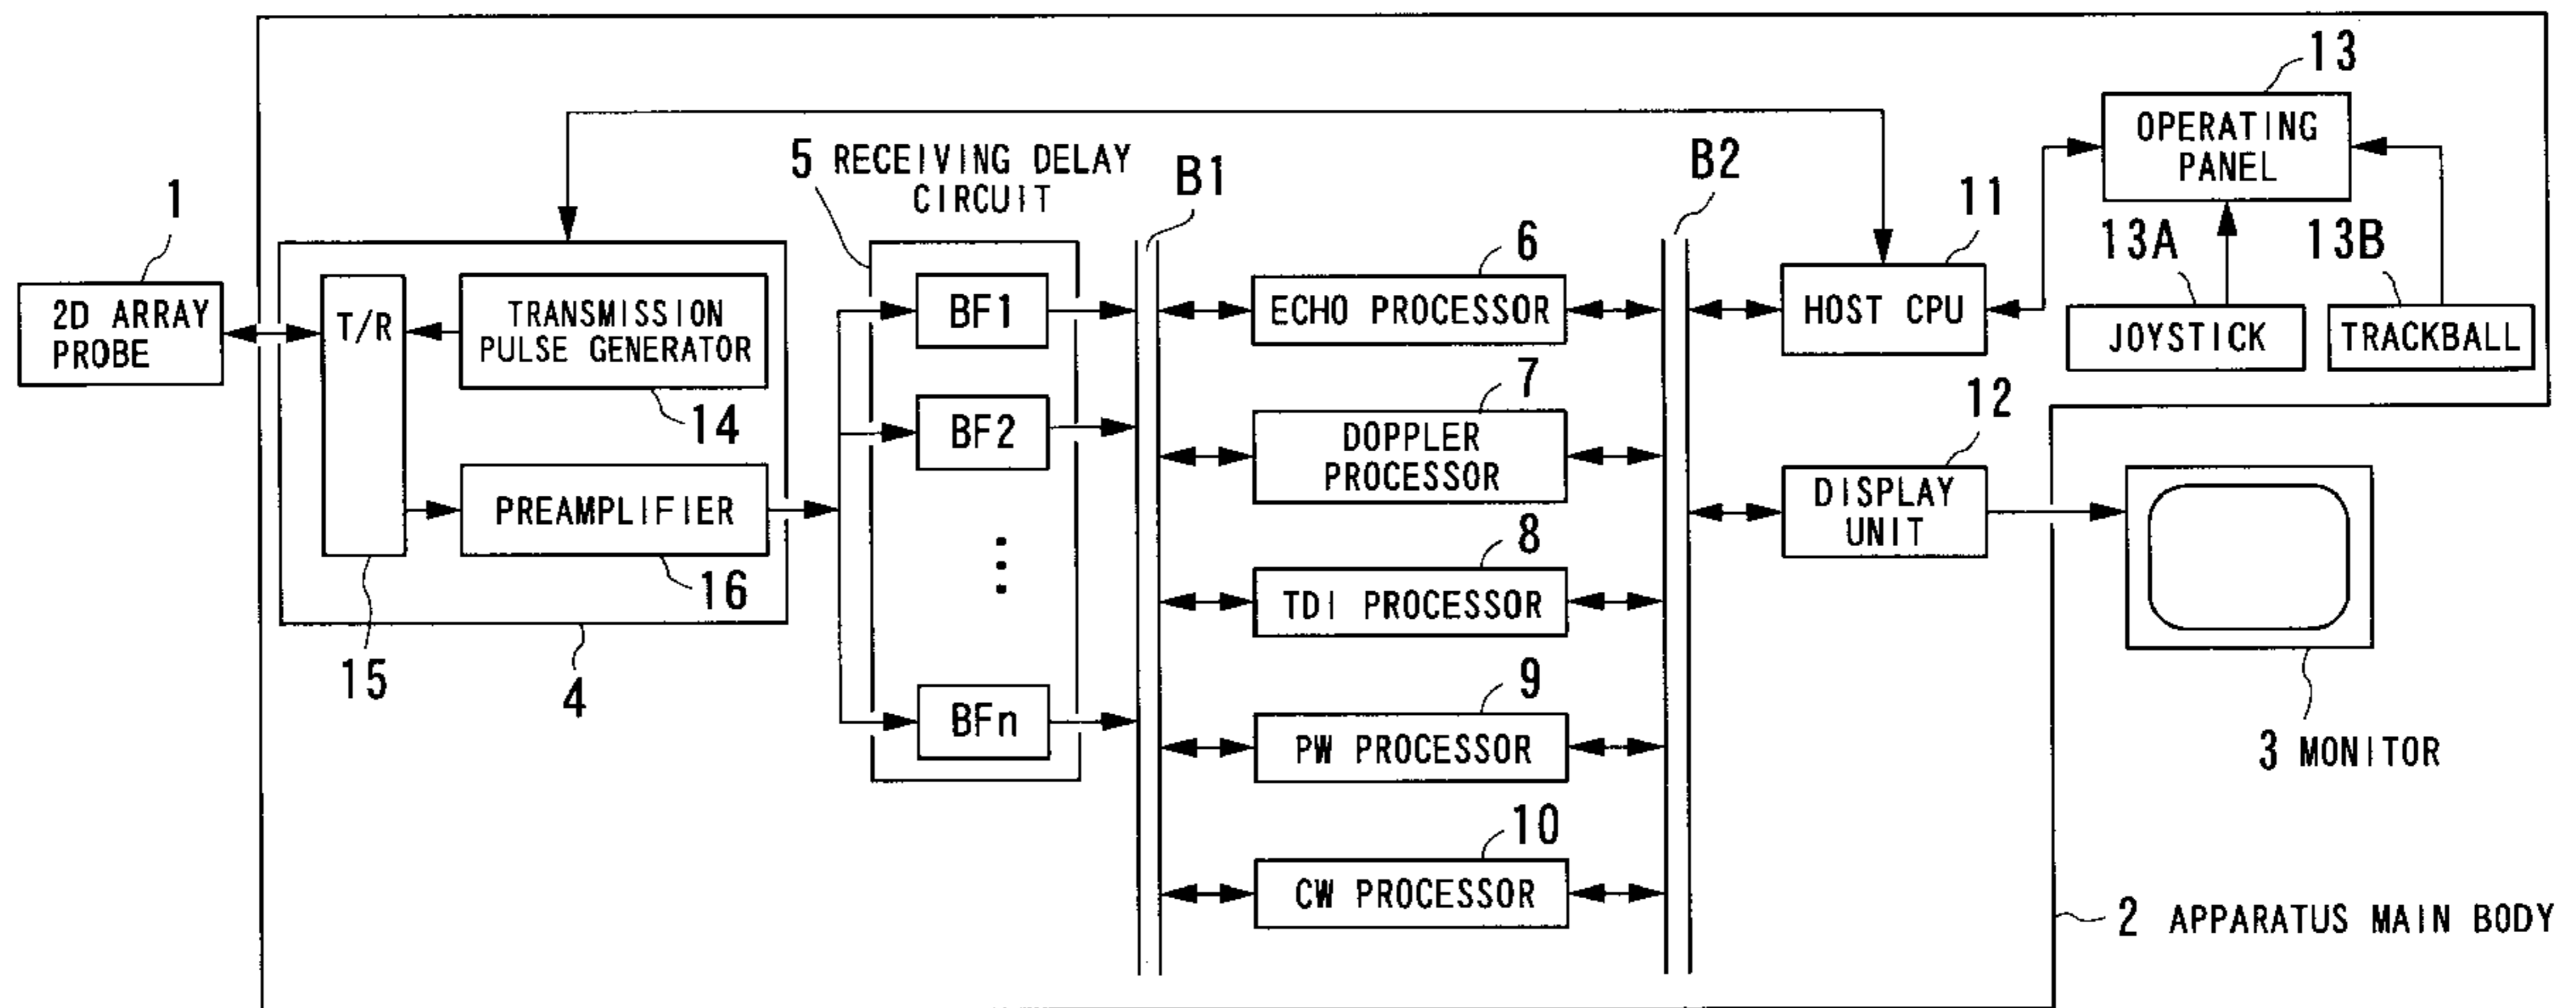 13
OPERATING
PANEL
5 RECEIVING DELAY
CIRCUIT
B1
B2
1
11
13A
13B
6
2D ARRAY
PROBE
T/R
TRANSMISSION
PULSE GENERATOR
BF1
ECHO PROCESSOR
HOST CPU
JOYSTICK
TRACKBALL
14
BF2
7
DOPPLER
PROCESSOR
12
PREAMPLIFIER
DISPLAY
UNIT
16
8
TDI PROCESSOR
15
4
BFn
9
PW PROCESSOR
3 MONITOR
10
CW PROCESSOR
2 APPARATUS MAIN BODY